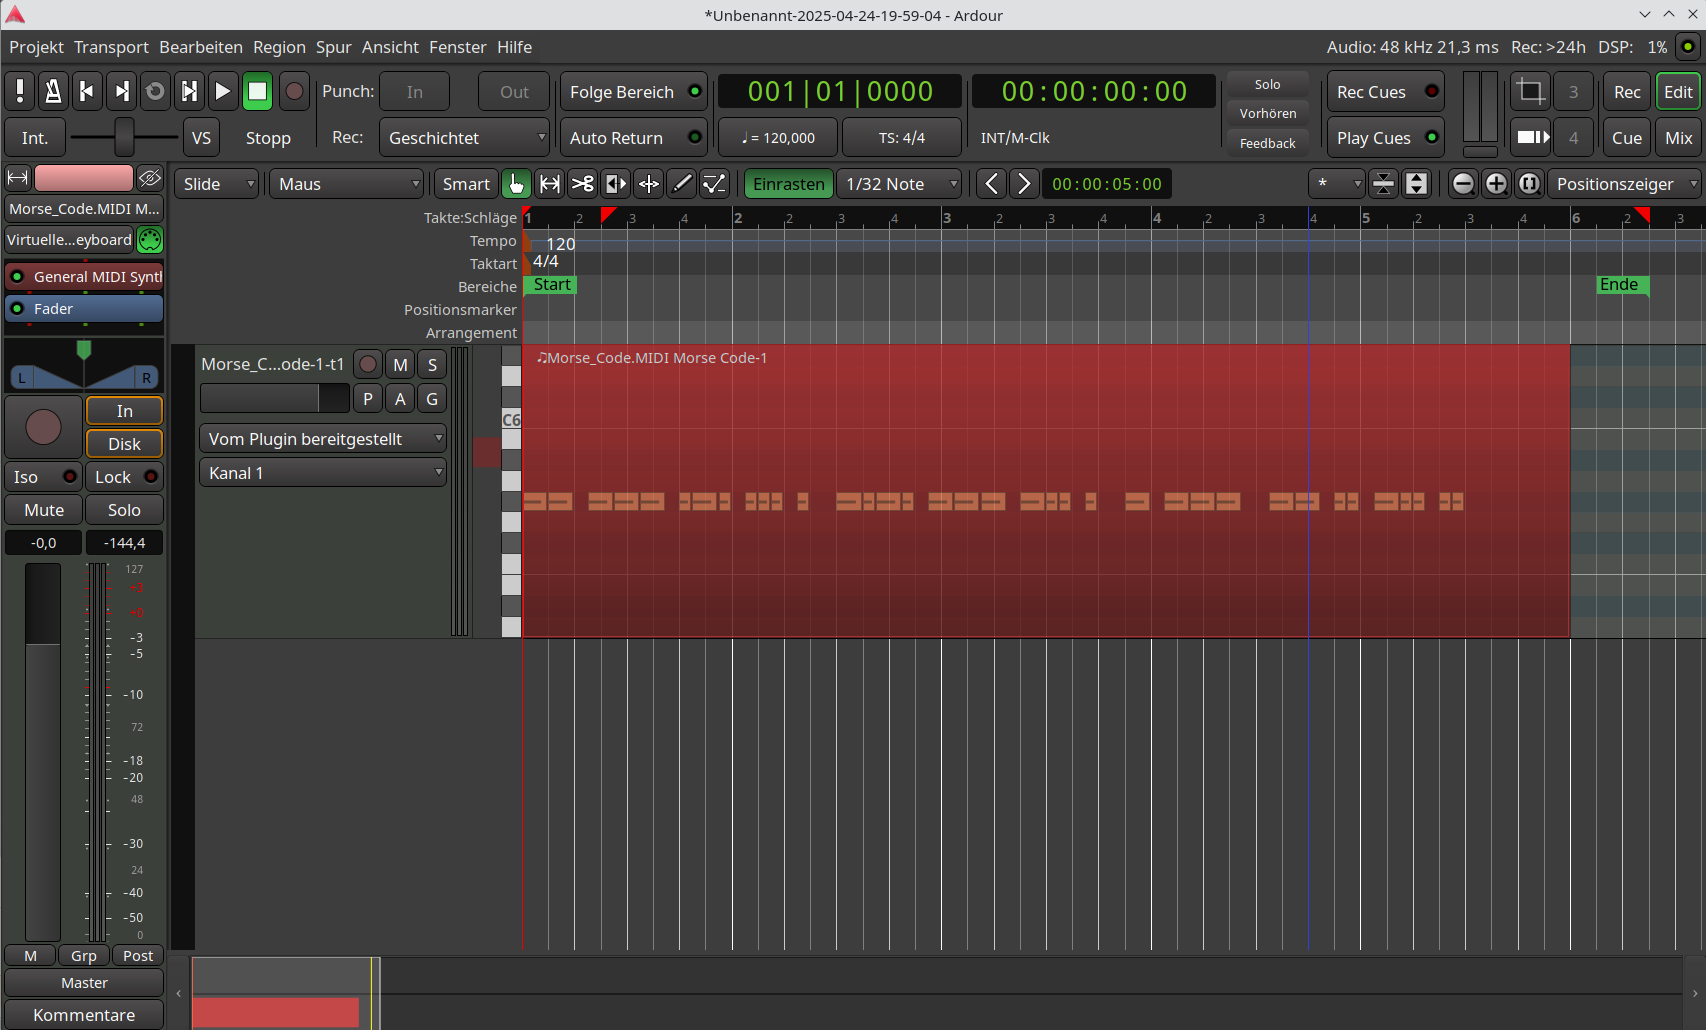 *Unbenannt-2025-04-24-19-59-04 - Ardour
Projekt Transport Bearbeiten Region Spur Ansicht Fenster Hilfe
Audio: 48 kHz 21,3 ms Rec: >24h DSP: 1%
Punch: In Out Folge Bereich 001|01|0000 00:00:00:00 Solo Vorhören Feedback Rec Cues 3 Rec Edit
Int. VS Stopp Rec: Geschichtet Auto Return ♩= 120,000 TS: 4/4 INT/M-Clk Play Cues 4 Cue Mix
Slide Maus Smart Einrasten 1/32 Note 00:00:05:00 * Positionszeiger
Morse_Code.MIDI M...
Virtuelle...eyboard
General MIDI Synt
Fader
L R
In
Disk
Iso Lock
Mute Solo
-0,0 -144,4
127
+3
+0
-3
-5
-10
72
-18
-20
48
-30
24
-40
-50
0
M Grp Post
Master
Kommentare
Takte:Schläge 1 2 3 4 2 2 3 4 3 2 3 4 4 2 3 4 5 2 3 4 6 2 3
Tempo 120
Taktart 4/4
Bereiche Start Ende
Positionsmarker
Arrangement
Morse_C...ode-1-t1 M S
P A G
Vom Plugin bereitgestellt
Kanal 1
C6
♫Morse_Code.MIDI Morse Code-1